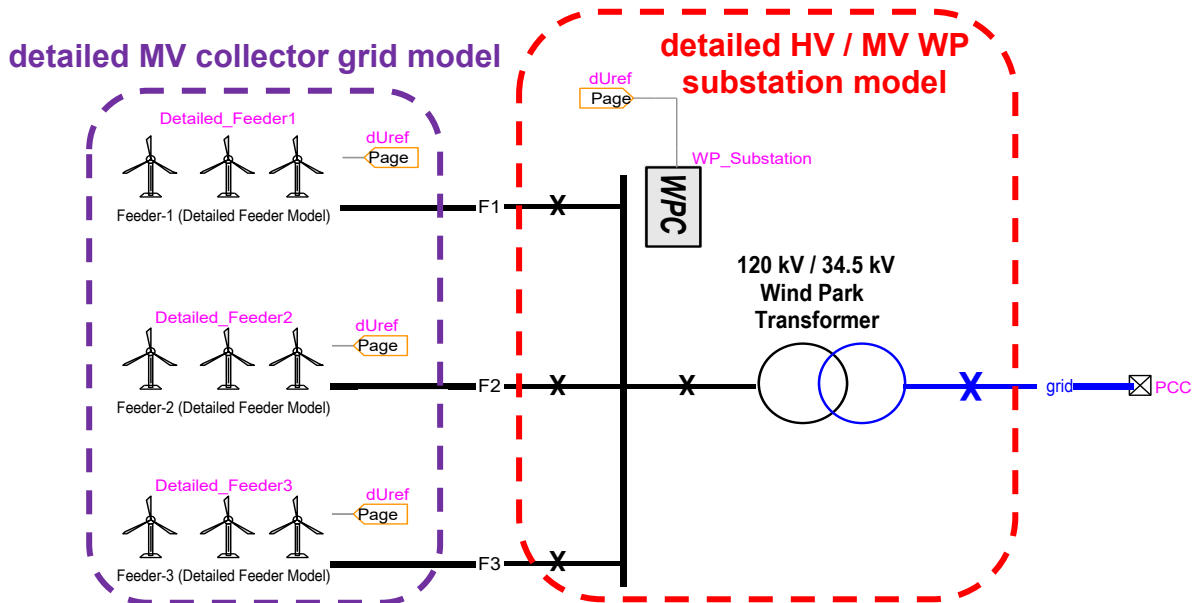 detailed MV collector grid model
detailed HV / MV WP
substation model
Detailed_Feeder1
dUref
Page
Feeder-1 (Detailed Feeder Model)
F1
X
dUref
Page
WP_Substation
WPC
120 kV / 34.5 kV
Wind Park
Transformer
Detailed_Feeder2
dUref
Page
Feeder-2 (Detailed Feeder Model)
F2
X
X
X
grid
PCC
Detailed_Feeder3
dUref
Page
Feeder-3 (Detailed Feeder Model)
F3
X